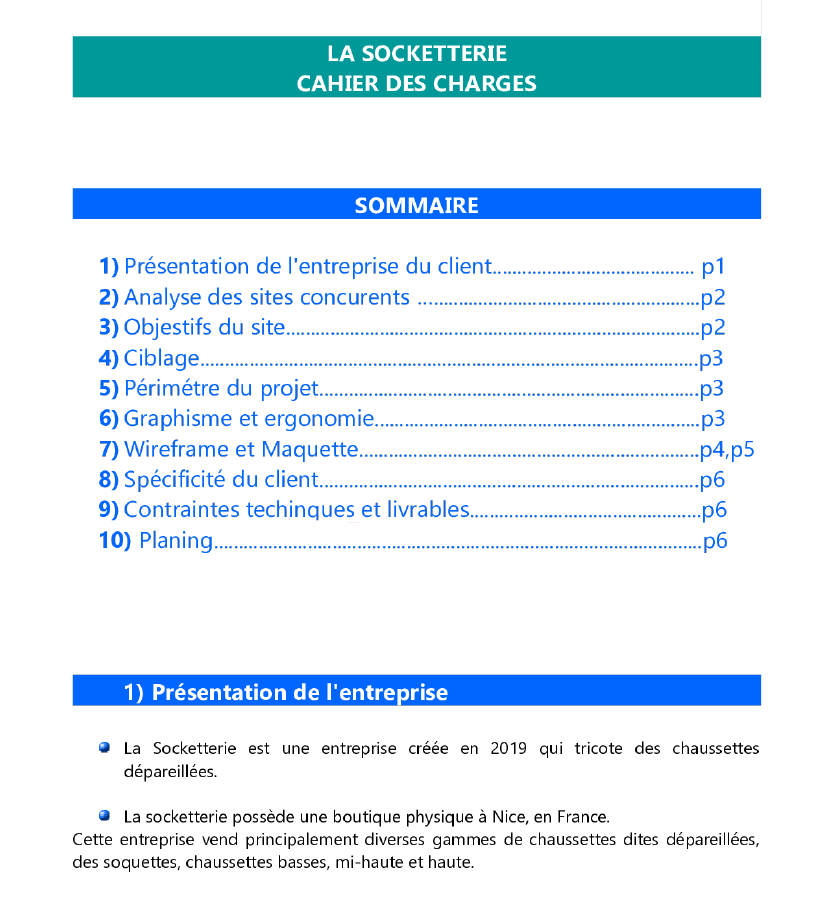 LA SOCKETTERIE
CAHIER DES CHARGES
SOMMAIRE
1) Présentation de l'entreprise du client......................................... p1
2) Analyse des sites concurents .........................................................p2
3) Objestifs du site....................................................................................p2
4) Ciblage.....................................................................................................p3
5) Périmétre du projet.............................................................................p3
6) Graphisme et ergonomie..................................................................p3
7) Wireframe et Maquette.....................................................................p4,p5
8) Spécificité du client.............................................................................p6
9) Contraintes techinques et livrables...............................................p6
10) Planing...................................................................................................p6
1) Présentation de l'entreprise
La Socketterie est une entreprise créée en 2019 qui tricote des chaussettes
dépareillées.
La socketterie possède une boutique physique à Nice, en France.
Cette entreprise vend principalement diverses gammes de chaussettes dites dépareillées,
des soquettes, chaussettes basses, mi-haute et haute.